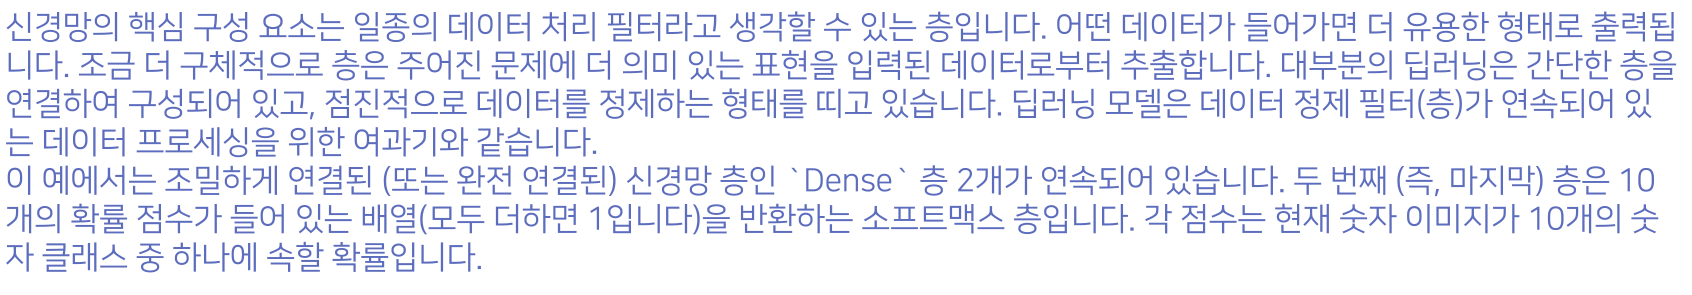 신경망의 핵심 구성 요소는 일종의 데이터 처리 필터라고 생각할 수 있는 층입니다. 어떤 데이터가 들어가면 더 유용한 형태로 출력됩
니다. 조금 더 구체적으로 층은 주어진 문제에 더 의미 있는 표현을 입력된 데이터로부터 추출합니다. 대부분의 딥러닝은 간단한 층을
연결하여 구성되어 있고, 점진적으로 데이터를 정제하는 형태를 띠고 있습니다. 딥러닝 모델은 데이터 정제 필터(층)가 연속되어 있
는 데이터 프로세싱을 위한 여과기와 같습니다.
이 예에서는 조밀하게 연결된 (또는 완전 연결된) 신경망 층인 `Dense` 층 2개가 연속되어 있습니다. 두 번째 (즉, 마지막) 층은 10
개의 확률 점수가 들어 있는 배열(모두 더하면 1입니다)을 반환하는 소프트맥스 층입니다. 각 점수는 현재 숫자 이미지가 10개의 숫
자 클래스 중 하나에 속할 확률입니다.